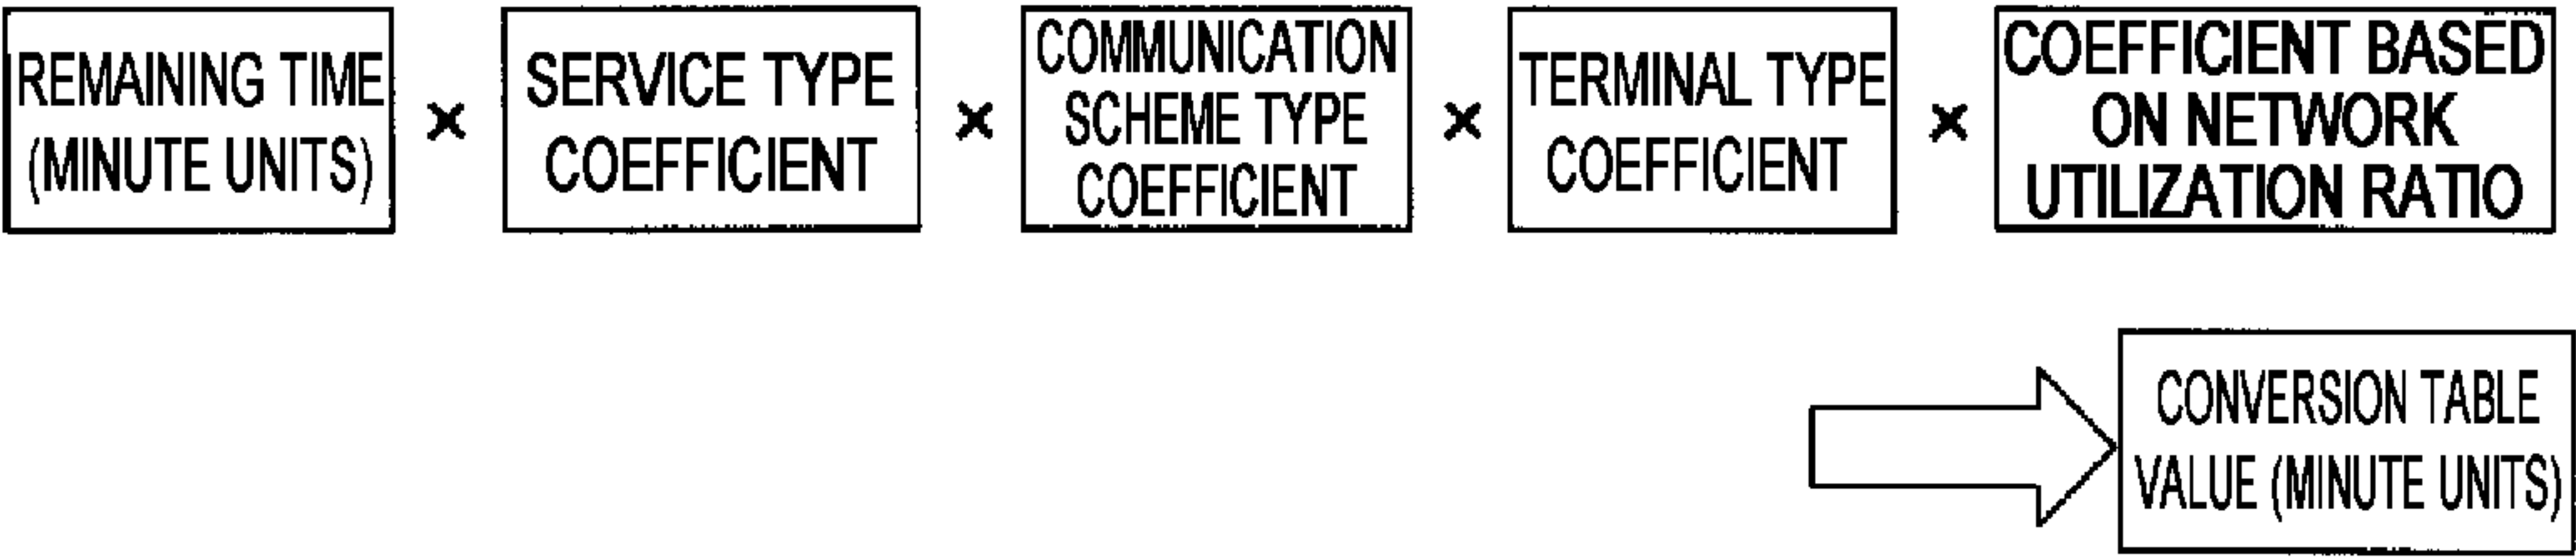 REMAINING TIME
(MINUTE UNITS)
×
SERVICE TYPE
COEFFICIENT
×
COMMUNICATION
SCHEME TYPE
COEFFICIENT
×
TERMINAL TYPE
COEFFICIENT
×
COEFFICIENT BASED
ON NETWORK
UTILIZATION RATIO
CONVERSION TABLE
VALUE (MINUTE UNITS)